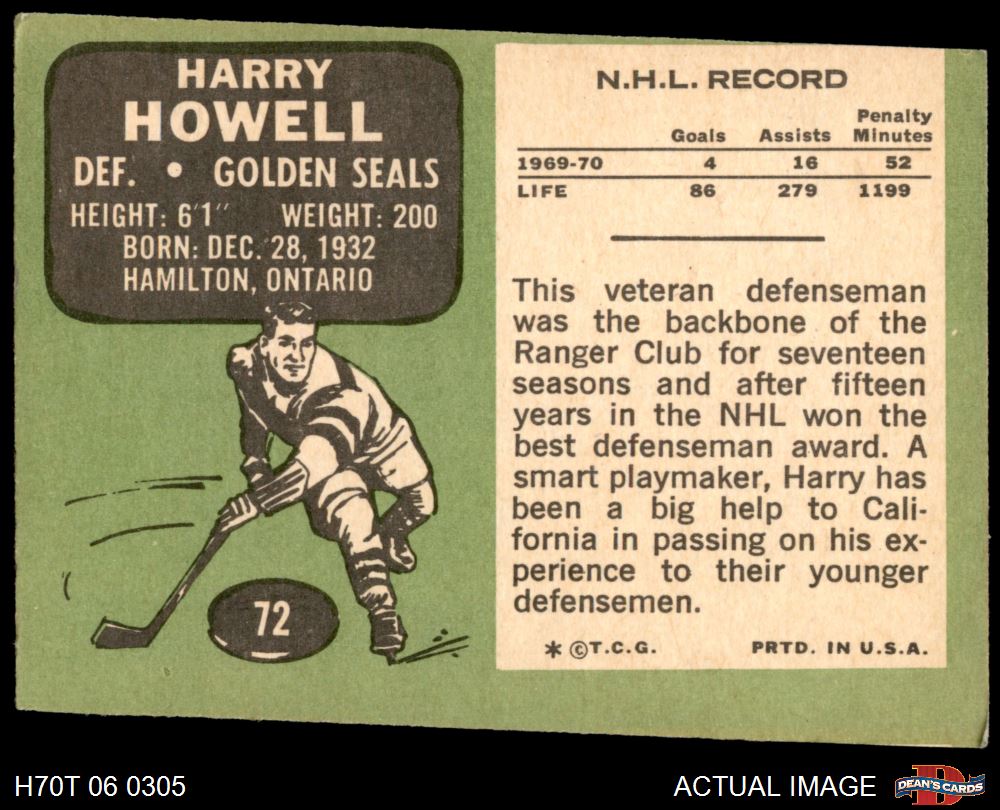 HARRY
HOWELL
DEF. • GOLDEN SEALS
HEIGHT: 6'1" WEIGHT: 200
BORN: DEC. 28, 1932
HAMILTON, ONTARIO
72
N.H.L. RECORD
Goals Assists Penalty Minutes
1969-70 4 16 52
LIFE 86 279 1199
This veteran defenseman
was the backbone of the
Ranger Club for seventeen
seasons and after fifteen
years in the NHL won the
best defenseman award. A
smart playmaker, Harry has
been a big help to Cali-
fornia in passing on his ex-
perience to their younger
defensemen.
* ©T.C.G. PRTD. IN U.S.A.
H70T 06 0305
ACTUAL IMAGE
D
DEAN'S CARDS